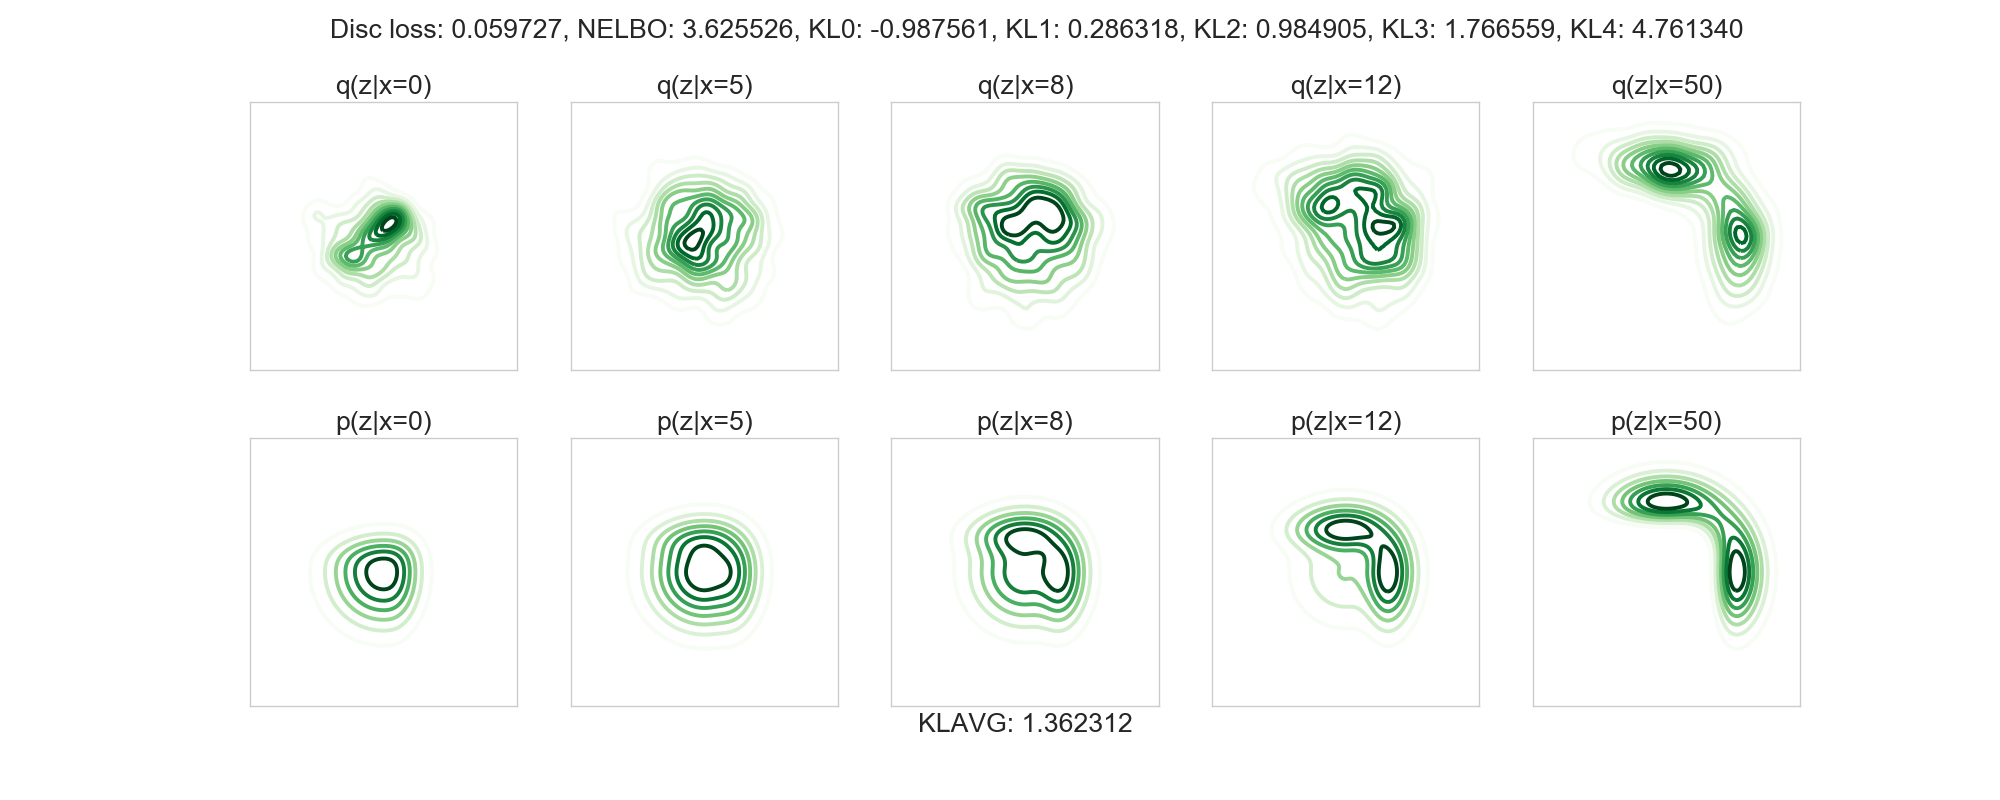 Disc loss: 0.059727, NELBO: 3.625526, KL0: -0.987561, KL1: 0.286318, KL2: 0.984905, KL3: 1.766559, KL4: 4.761340
q(z|x=0) q(z|x=5) q(z|x=8) q(z|x=12) q(z|x=50)
p(z|x=0) p(z|x=5) p(z|x=8) p(z|x=12) p(z|x=50)
KLAVG: 1.362312